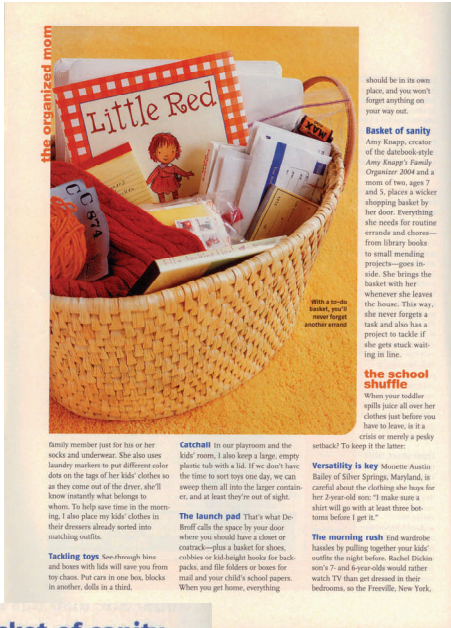 the organized mom
Little Red
CC 874
MAX
With a to-do
basket, you'll
never forget
another errand
family member just for his or her
socks and underwear. She also uses
laundry markers to put different color
dots on the tags of her kids' clothes so
as they come out of the dryer, she'll
know instantly what belongs to
whom. To help save time in the morn-
ing, I also place my kids' clothes in
their dressers already sorted into
matching outfits.
Tackling toys See-through bins
and boxes with lids will save you from
toy chaos. Put cars in one box, blocks
in another, dolls in a third.
Catchall In our playroom and the
kids' room, I also keep a large, empty
plastic tub with a lid. If we don't have
the time to sort toys one day, we can
sweep them all into the larger contain-
er, and at least they're out of sight.
The launch pad That's what De-
Broff calls the space by your door
where you should have a closet or
coatrack—plus a basket for shoes,
cubbies or kid-height hooks for back-
packs, and file folders or boxes for
mail and your child's school papers.
When you get home, everything
should be in its own
place, and you won't
forget anything on
your way out.
Basket of sanity
Amy Knapp, creator
of the datebook-style
Amy Knapp's Family
Organizer 2004 and a
mom of two, ages 7
and 5, places a wicker
shopping basket by
her door. Everything
she needs for routine
errands and chores—
from library books
to small mending
projects—goes in-
side. She brings the
basket with her
whenever she leaves
the house. This way,
she never forgets a
task and also has a
project to tackle if
she gets stuck wait-
ing in line.
the school
shuffle
When your toddler
spills juice all over her
clothes just before you
have to leave, is it a
crisis or merely a pesky
setback? To keep it the latter:
Versatility is key Monette Austin
Bailey of Silver Springs, Maryland, is
careful about the clothing she buys for
her 2-year-old son: "I make sure a
shirt will go with at least three bot-
toms before I get it."
The morning rush End wardrobe
hassles by pulling together your kids'
outfits the night before. Rachel Dickin
son's 7- and 6-year-olds would rather
watch TV than get dressed in their
bedrooms, so the Freeville, New York,